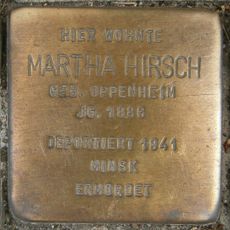 HIER WOHNTE
MARTHA HIRSCH
GEB. OPPENHEIM
JG. 1886
DEPORTIERT 1941
MINSK
ERMORDET